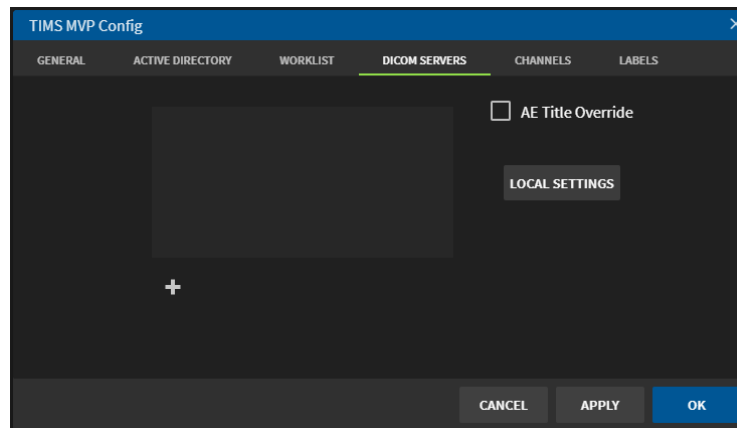 TIMS MVP Config
GENERAL ACTIVE DIRECTORY WORKLIST DICOM SERVERS CHANNELS LABELS
AE Title Override
LOCAL SETTINGS
CANCEL APPLY OK